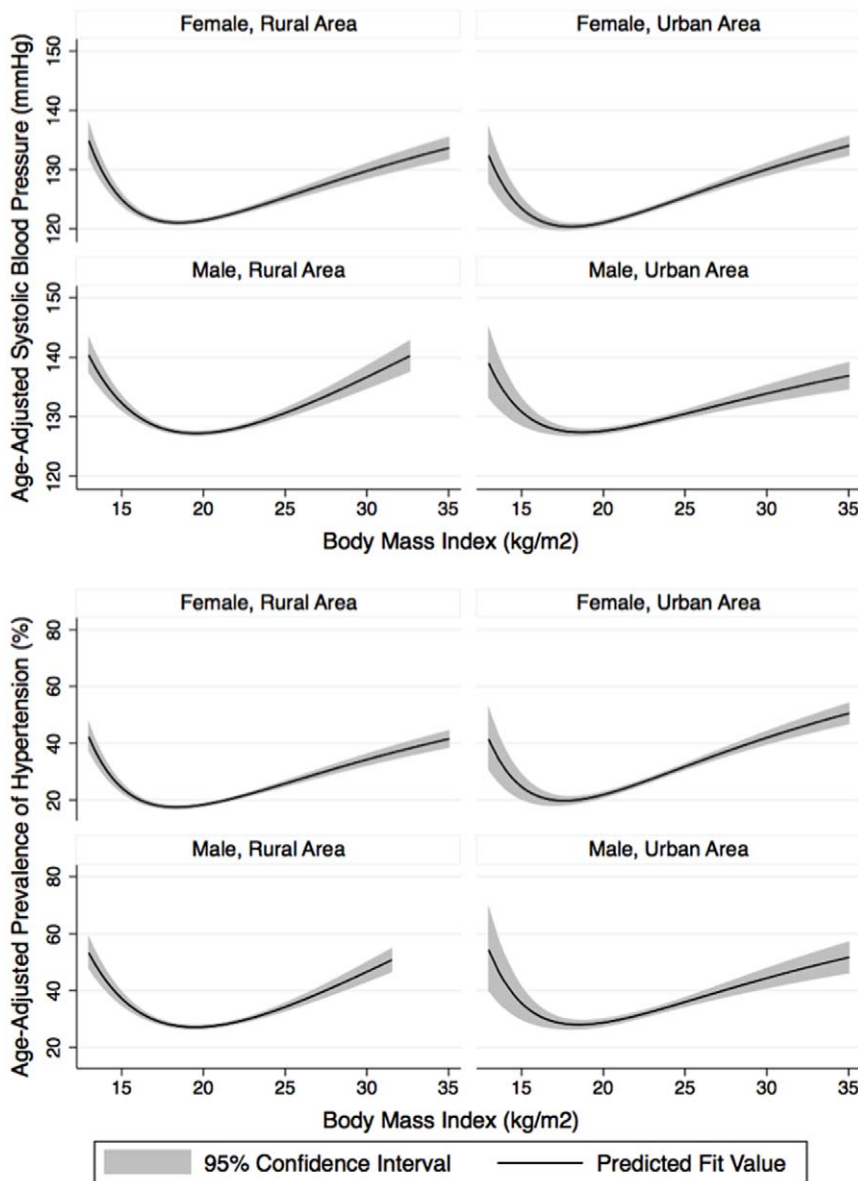 Female, Rural Area
Female, Urban Area
Age-Adjusted Systolic Blood Pressure (mmHg)
150
140
130
120
Male, Rural Area
Male, Urban Area
150
140
130
120
15 20 25 30 35
15 20 25 30 35
Body Mass Index (kg/m2)
Female, Rural Area
Female, Urban Area
Age-Adjusted Prevalence of Hypertension (%)
80
60
40
20
Male, Rural Area
Male, Urban Area
80
60
40
20
15 20 25 30 35
15 20 25 30 35
Body Mass Index (kg/m2)
95% Confidence Interval
Predicted Fit Value